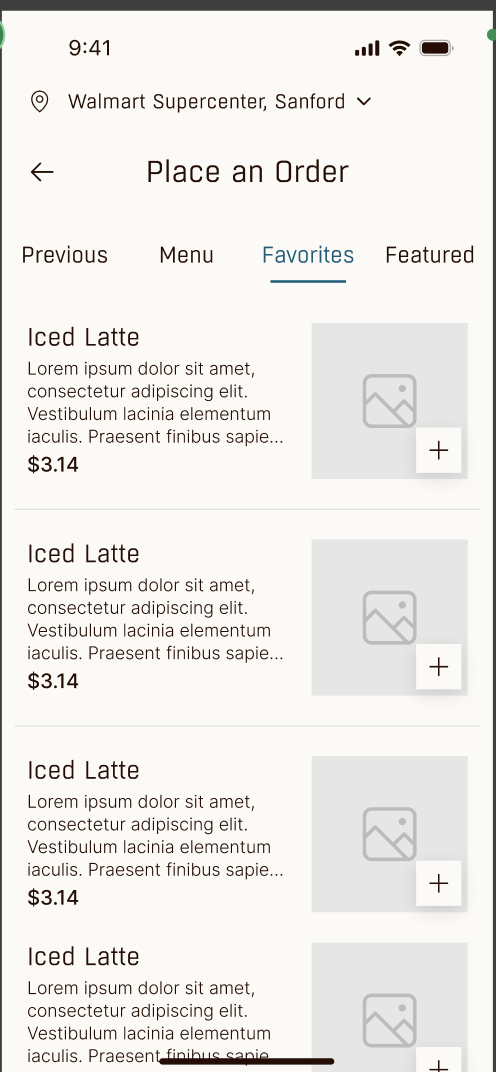 9:41
Walmart Supercenter, Sanford
Place an Order
Previous Menu Favorites Featured
Iced Latte
Lorem ipsum dolor sit amet,
consectetur adipiscing elit.
Vestibulum lacinia elementum
iaculis. Praesent finibus sapie...
$3.14
Iced Latte
Lorem ipsum dolor sit amet,
consectetur adipiscing elit.
Vestibulum lacinia elementum
iaculis. Praesent finibus sapie...
$3.14
Iced Latte
Lorem ipsum dolor sit amet,
consectetur adipiscing elit.
Vestibulum lacinia elementum
iaculis. Praesent finibus sapie...
$3.14
Iced Latte
Lorem ipsum dolor sit amet,
consectetur adipiscing elit.
Vestibulum lacinia elementum
iaculis. Praesent finibus sapie...